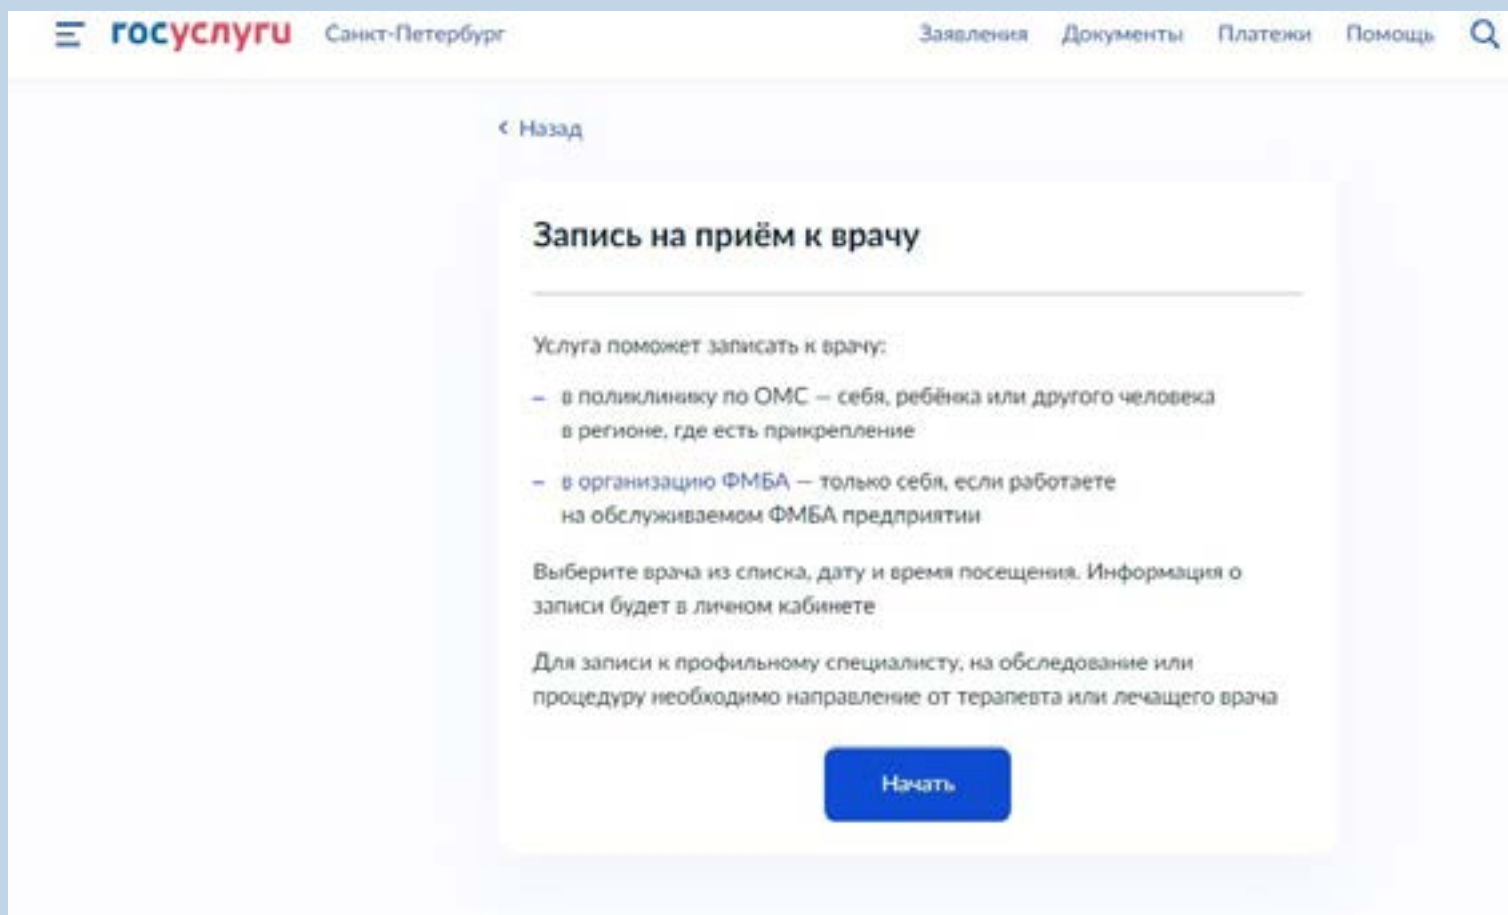 госуслуги Санкт-Петербург Заявления Документы Платежи Помощь
‹ Назад
Запись на приём к врачу
Услуга поможет записать к врачу:
– в поликлинику по ОМС — себя, ребёнка или другого человека
в регионе, где есть прикрепление
– в организацию ФМБА — только себя, если работаете
на обслуживаемом ФМБА предприятии
Выберите врача из списка, дату и время посещения. Информация о
записи будет в личном кабинете
Для записи к профильному специалисту, на обследование или
процедуру необходимо направление от терапевта или лечащего врача
Начать